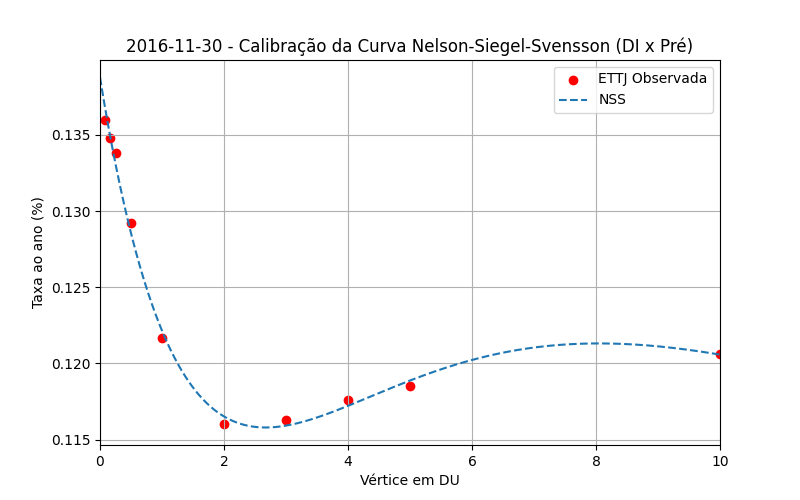 2016-11-30 - Calibração da Curva Nelson-Siegel-Svensson (DI x Pré)
ETTJ Observada
NSS
Taxa ao ano (%)
0.135
0.130
0.125
0.120
0.115
0 2 4 6 8 10
Vértice em DU